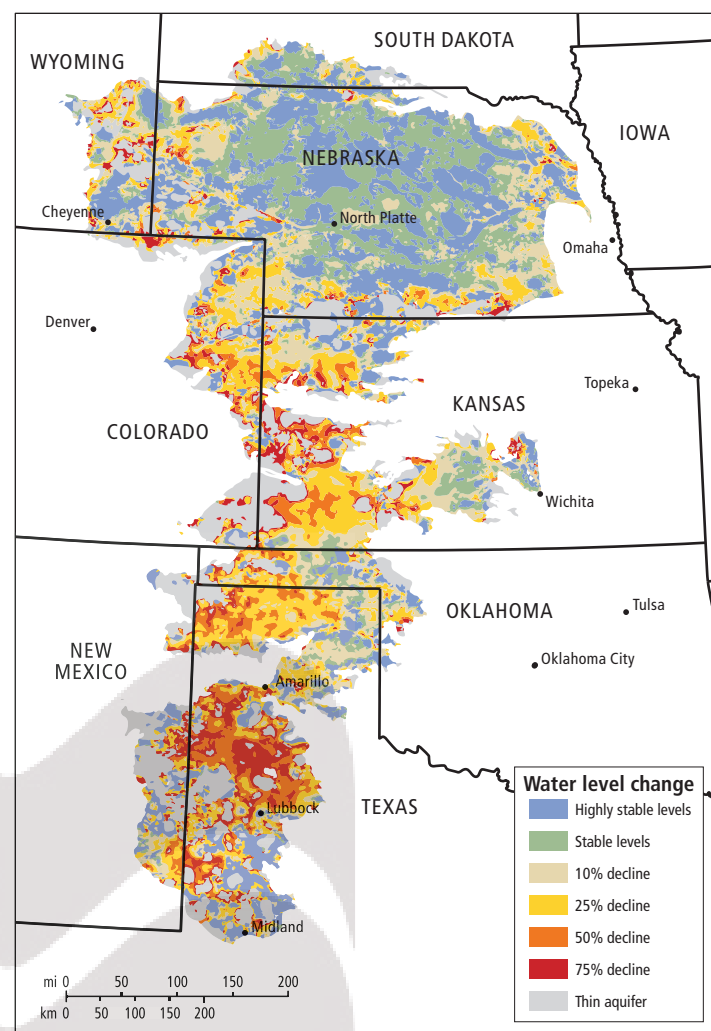 SOUTH DAKOTA
WYOMING
IOWA
NEBRASKA
Cheyenne
North Platte
Omaha
Denver
Topeka
KANSAS
COLORADO
Wichita
OKLAHOMA
Tulsa
NEW
MEXICO
Oklahoma City
Amarillo
TEXAS
Lubbock
Midland
Water level change
Highly stable levels
Stable levels
10% decline
25% decline
50% decline
75% decline
Thin aquifer
mi 0 50 100 150 200
km 0 50 100 150 200